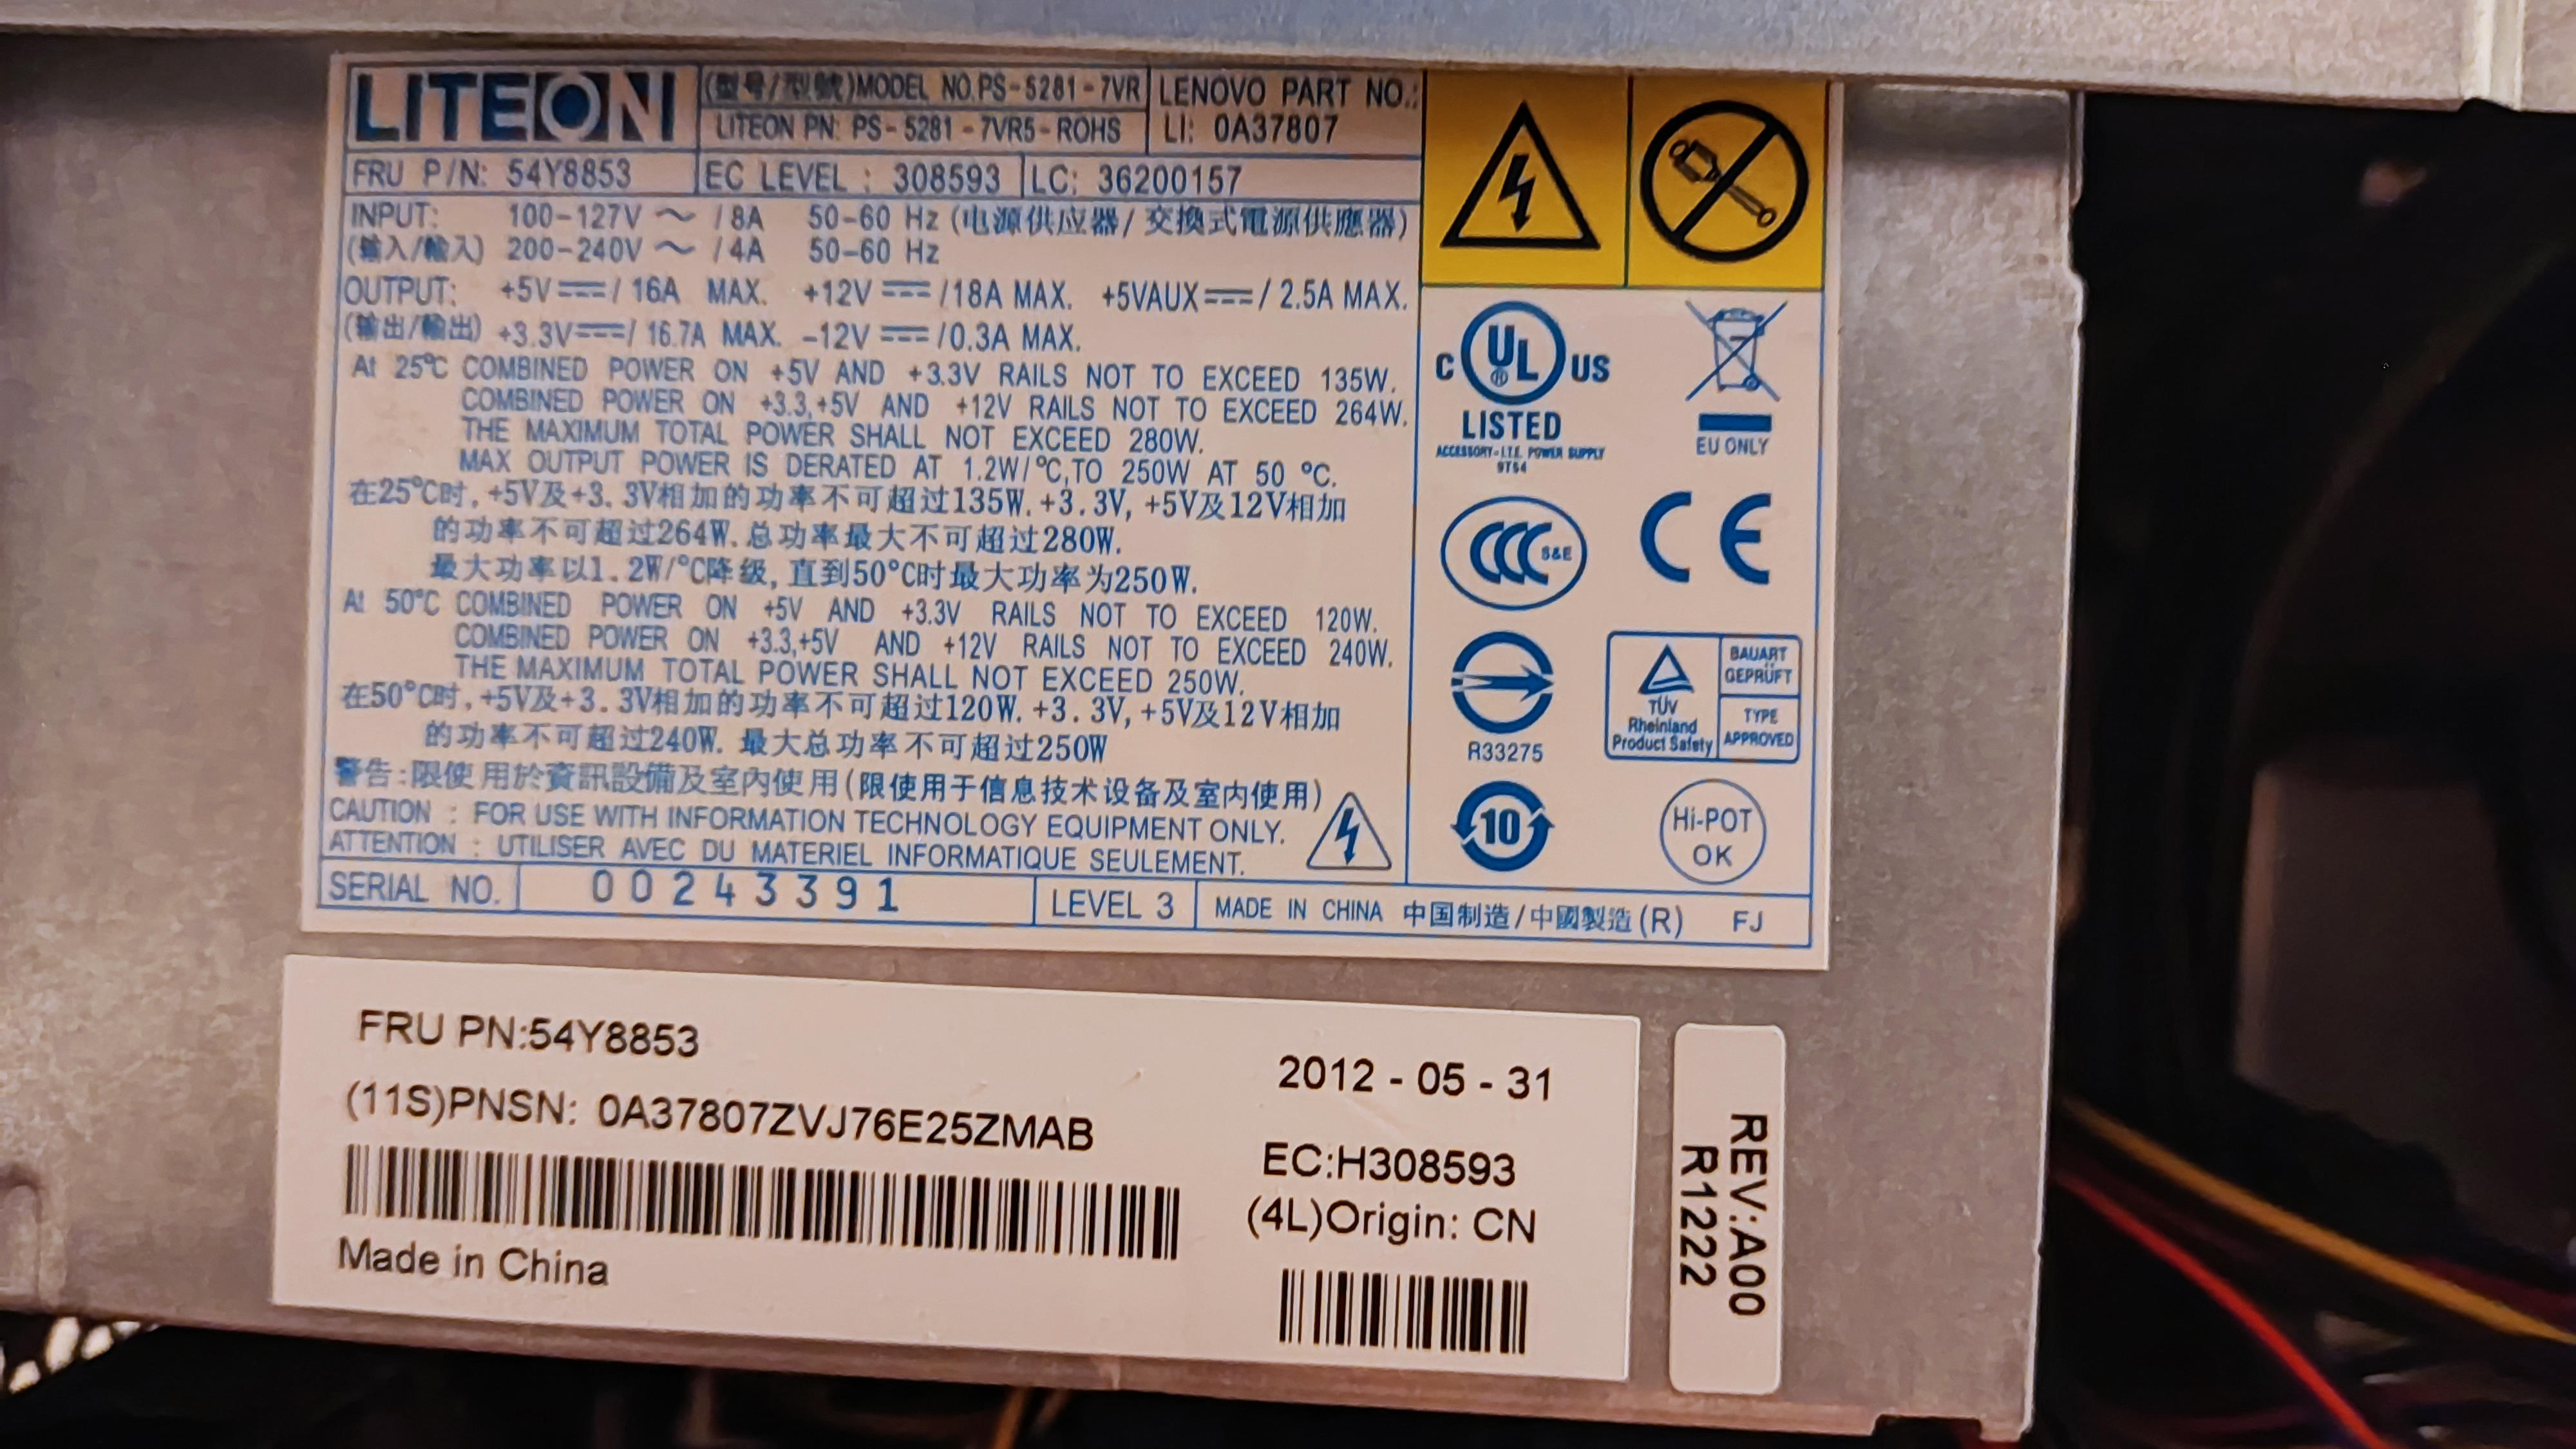 LITEON
(型号/型號)MODEL NO.PS-5281-7VR
LITEON PN: PS-5281-7VR5-ROHS
LENOVO PART NO.:
LI: 0A37807
FRU P/N: 54Y8853
EC LEVEL : 308593
LC: 36200157
INPUT: 100-127V ～ /8A 50-60 Hz (电源供应器/交換式電源供應器)
(输入/輸入) 200-240V ～ /4A 50-60 Hz
OUTPUT: +5V⎓/ 16A MAX. +12V ⎓ /18A MAX. +5VAUX⎓/ 2.5A MAX.
(输出/輸出) +3.3V⎓/ 16.7A MAX. -12V ⎓ /0.3A MAX.
At 25℃ COMBINED POWER ON +5V AND +3.3V RAILS NOT TO EXCEED 135W.
COMBINED POWER ON +3.3,+5V AND +12V RAILS NOT TO EXCEED 264W.
THE MAXIMUM TOTAL POWER SHALL NOT EXCEED 280W.
MAX OUTPUT POWER IS DERATED AT 1.2W/℃,TO 250W AT 50 ℃.
在25℃时,+5V及+3.3V相加的功率不可超过135W.+3.3V,+5V及12V相加
的功率不可超过264W.总功率最大不可超过280W.
最大功率以1.2W/℃降级,直到50℃时最大功率为250W.
At 50℃ COMBINED POWER ON +5V AND +3.3V RAILS NOT TO EXCEED 120W.
COMBINED POWER ON +3.3,+5V AND +12V RAILS NOT TO EXCEED 240W.
THE MAXIMUM TOTAL POWER SHALL NOT EXCEED 250W.
在50℃时,+5V及+3.3V相加的功率不可超过120W.+3.3V,+5V及12V相加
的功率不可超过240W.最大总功率不可超过250W
警告:限使用於資訊設備及室內使用(限使用于信息技术设备及室内使用)
CAUTION : FOR USE WITH INFORMATION TECHNOLOGY EQUIPMENT ONLY.
ATTENTION : UTILISER AVEC DU MATERIEL INFORMATIQUE SEULEMENT.
SERIAL NO. 00243391
LEVEL 3
MADE IN CHINA 中国制造/中國製造(R) FJ
C UL ® US
LISTED
ACCESSORY-I.T.E. POWER SUPPLY
9T54
EU ONLY
CCC S&E
CE
R33275
TÜV
Rheinland
Product Safety
BAUART
GEPRÜFT
TYPE
APPROVED
10
Hi-POT
OK
FRU PN:54Y8853
2012 - 05 - 31
(11S)PNSN: 0A37807ZVJ76E25ZMAB
EC:H308593
(4L)Origin: CN
Made in China
REV:A00
R1222